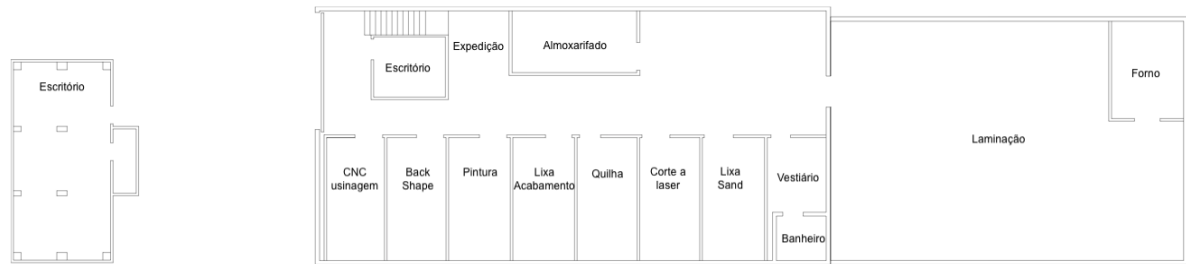 Escritório
Expedição
Almoxarifado
Escritório
Forno
Laminação
CNC
usinagem
Back
Shape
Pintura
Lixa
Acabamento
Quilha
Corte a
laser
Lixa
Sand
Vestiário
Banheiro